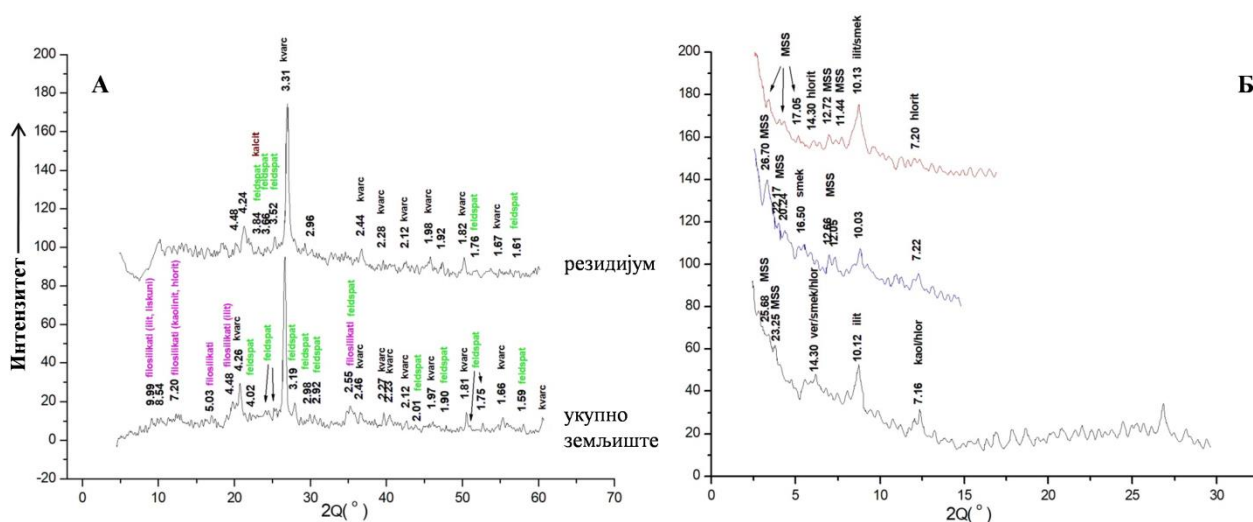 А
Интензитет
200
180
160
140
120
100
80
60
40
20
0
-20
4.48
4.24
3.84 feldspat kalcit
3.66 feldspat
3.52 feldspat
3.31 kvarc
2.96
2.44 kvarc
2.28 kvarc
2.12 kvarc
1.98 kvarc
1.92
1.82 kvarc
1.76 feldspat
1.67 kvarc
1.61 feldspat
резидијум
9.99 filosilikati (ilit, liskuni)
8.54
7.20 filosilikati (kaolinit, hlorit)
5.03 filosilikati
4.48 filosilikati (ilit)
4.26 kvarc
4.02 feldspat
feldspat
3.19 feldspat
2.98 feldspat
2.92 feldspat
2.55 filosilikati feldspat
2.46 kvarc
2.27 kvarc
2.23 kvarc
2.12 kvarc
2.01 feldspat
1.97 kvarc
1.90 feldspat
1.81 kvarc
1.75 feldspat
1.66 kvarc
1.59 feldspat
kvarc
укупно
земљиште
0 10 20 30 40 50 60 70
2Q(°)
Б
200
180
160
140
120
100
80
60
40
20
0
MSS
17.05
14.30 hlorit
12.72 MSS
11.44 MSS
10.13 ilit/smek
7.20 hlorit
26.70 MSS
22.17 MSS
20.24
16.50 smek
12.66 MSS
12.05
10.03
7.22
25.68 MSS
23.25 MSS
14.30 ver/smek/hlor
10.12 ilit
7.16 kao/hlor
0 5 10 15 20 25 30
2Q(°)